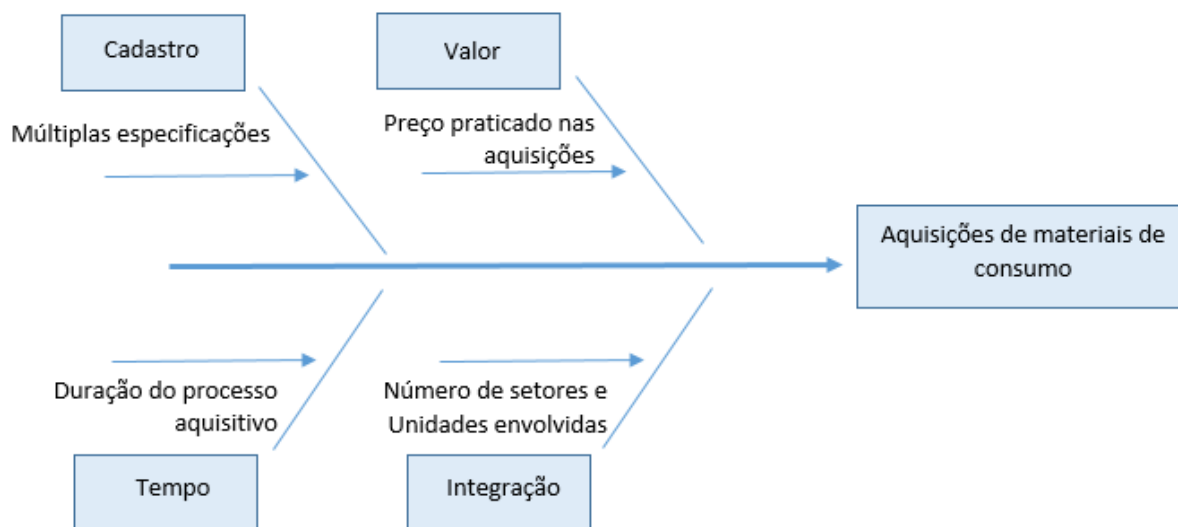 Cadastro
Valor
Múltiplas especificações
Preço praticado nas
aquisições
Aquisições de materiais de
consumo
Duração do processo
aquisitivo
Número de setores e
Unidades envolvidas
Tempo
Integração